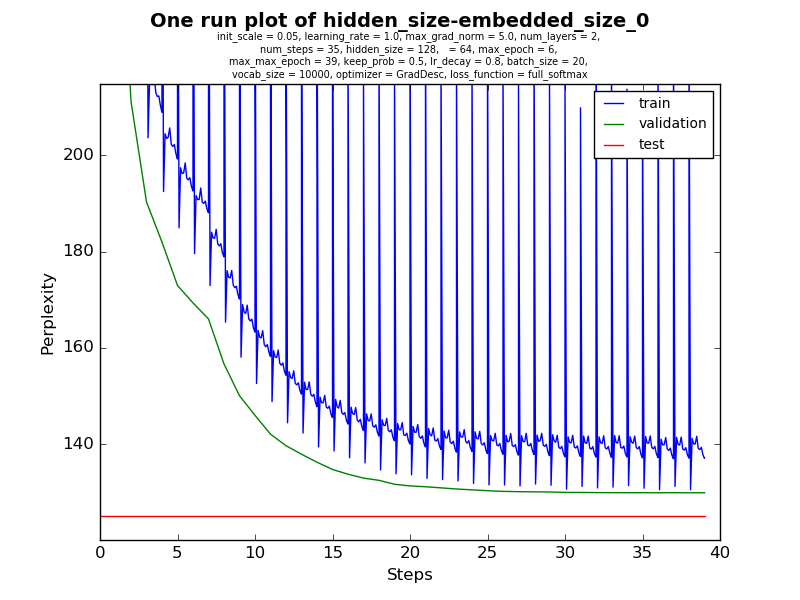 One run plot of hidden_size-embedded_size_0
init_scale = 0.05, learning_rate = 1.0, max_grad_norm = 5.0, num_layers = 2,
num_steps = 35, hidden_size = 128,   = 64, max_epoch = 6,
max_max_epoch = 39, keep_prob = 0.5, lr_decay = 0.8, batch_size = 20,
vocab_size = 10000, optimizer = GradDesc, loss_function = full_softmax
train
validation
test
200
180
160
140
Perplexity
0 5 10 15 20 25 30 35 40
Steps